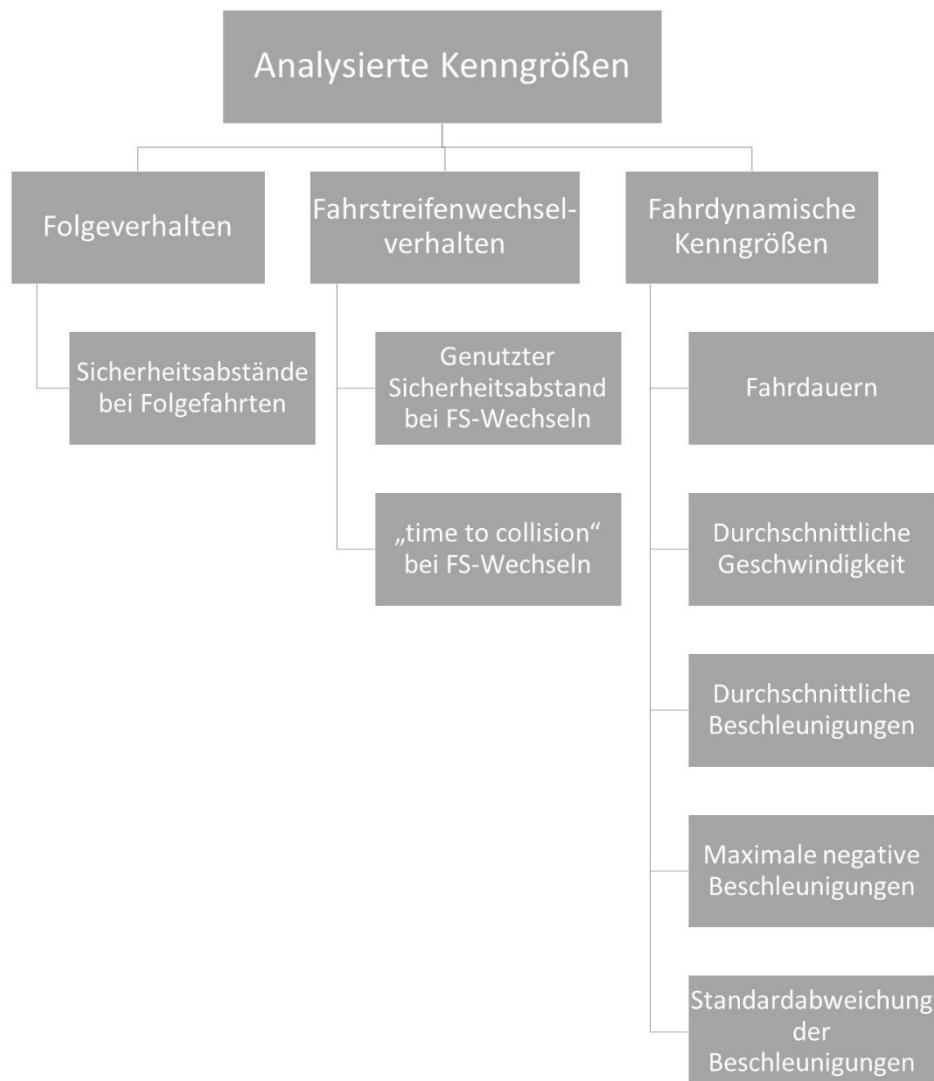 Analysierte Kenngrößen
Folgeverhalten
Sicherheitsabstände
bei Folgefahrten
Fahrstreifenwechsel-
verhalten
Genutzter
Sicherheitsabstand
bei FS-Wechseln
„time to collision“
bei FS-Wechseln
Fahrdynamische
Kenngrößen
Fahrdauern
Durchschnittliche
Geschwindigkeit
Durchschnittliche
Beschleunigungen
Maximale negative
Beschleunigungen
Standardabweichung
der
Beschleunigungen